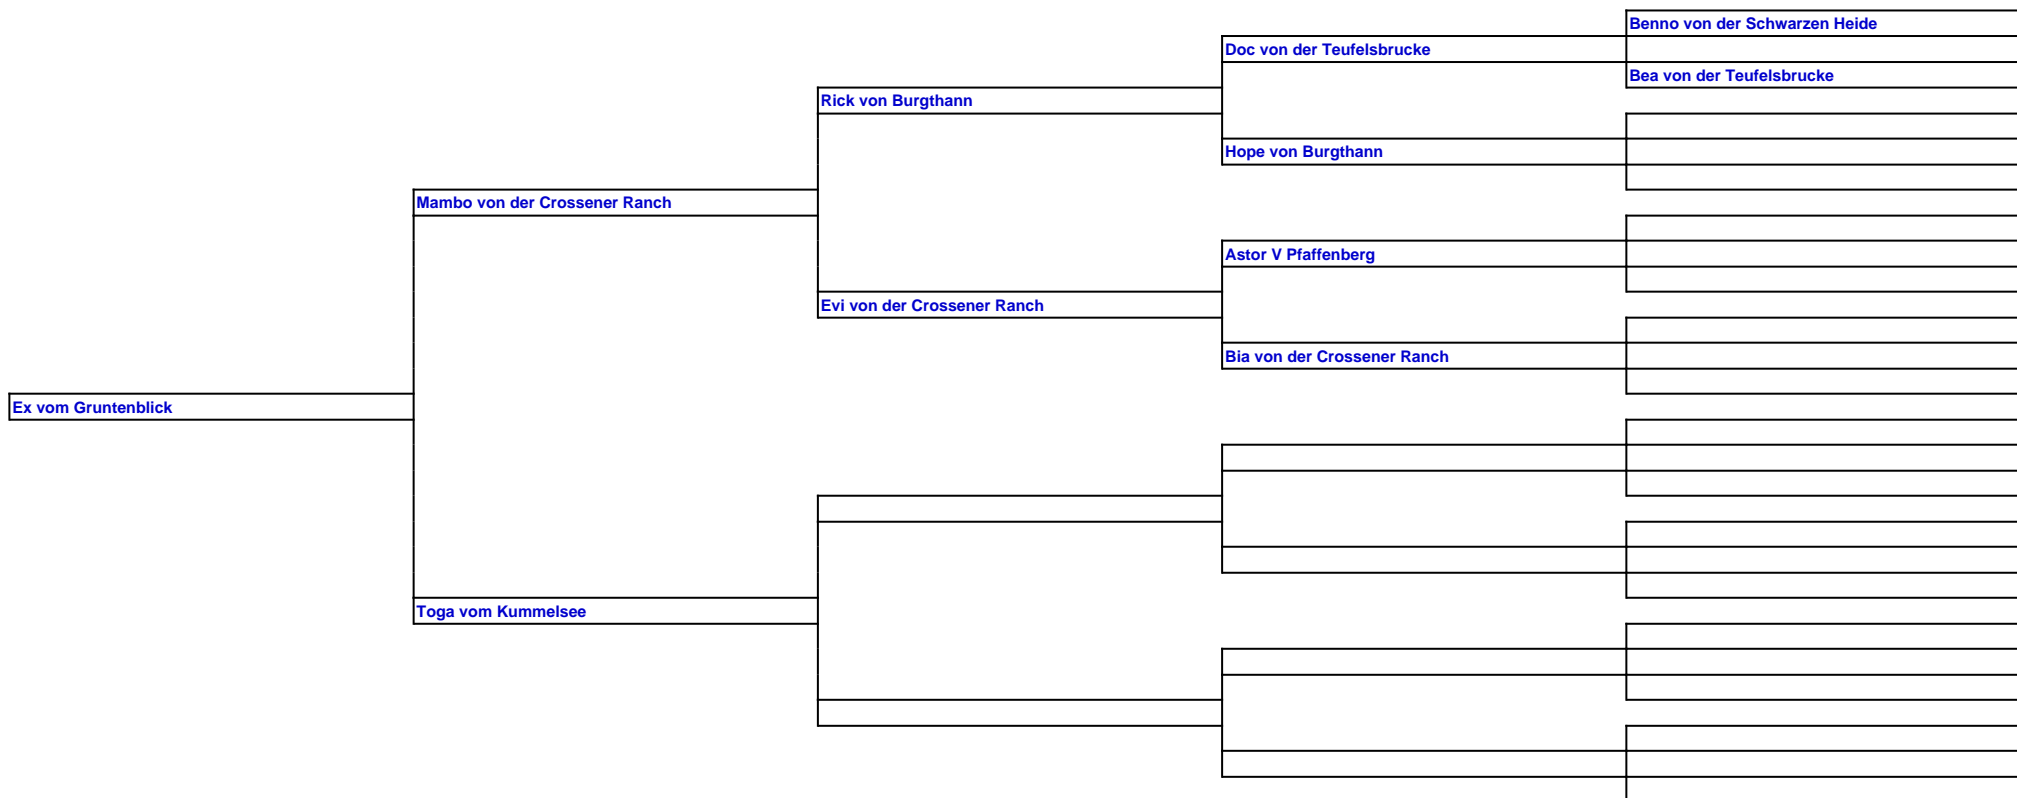 Benno von der Schwarzen Heide
Doc von der Teufelsbrucke
Bea von der Teufelsbrucke
Rick von Burgthann
Hope von Burgthann
Mambo von der Crossener Ranch
Astor V Pfaffenberg
Evi von der Crossener Ranch
Bia von der Crossener Ranch
Ex vom Gruntenblick
Toga vom Kummelsee